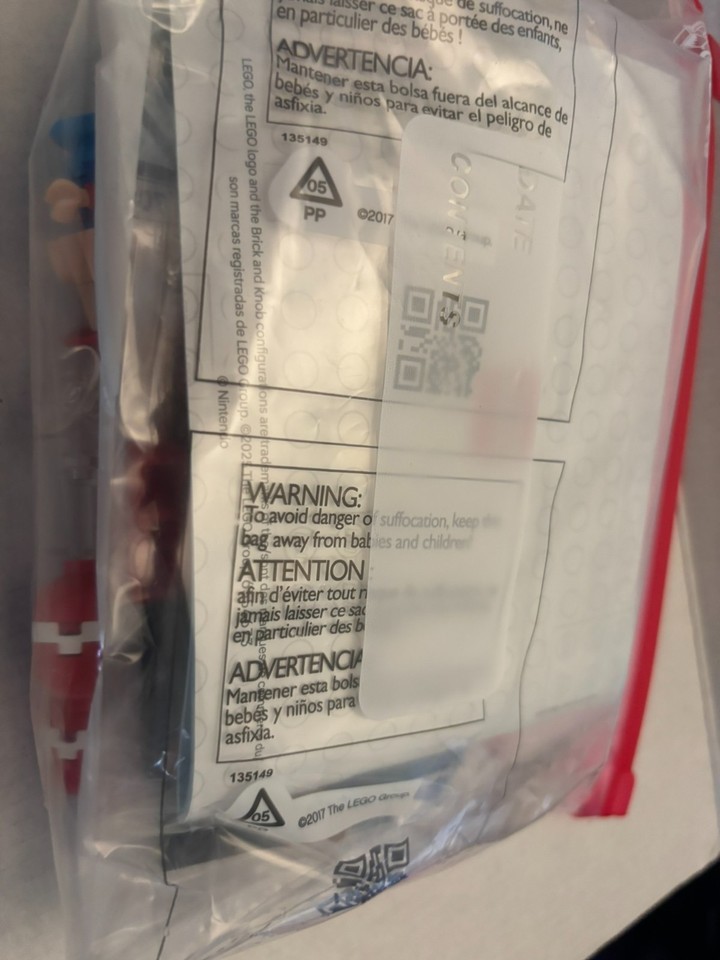 de suffocation, ne
laisser ce sac à portée des enfants,
en particulier des bébés !
ADVERTENCIA:
Mantener esta bolsa fuera del alcance de
bebés y niños para evitar el peligro de
asfixia.
135149
05
PP
©2017
DATE
CONTENTS
LEGO, the LEGO logo and the Brick and Knob configurations are
son marcas registradas de LEGO Group. The LEGO
© Nintendo
WARNING:
To avoid danger of suffocation, keep
bag away from babies and children
ATTENTION
afin d'éviter tout
jamais laisser ce sac
en particulier des
ADVERTENCIA
Mantener esta
bebés y niños para
asfixia.
135149
05
©2017 The LEGO Group.